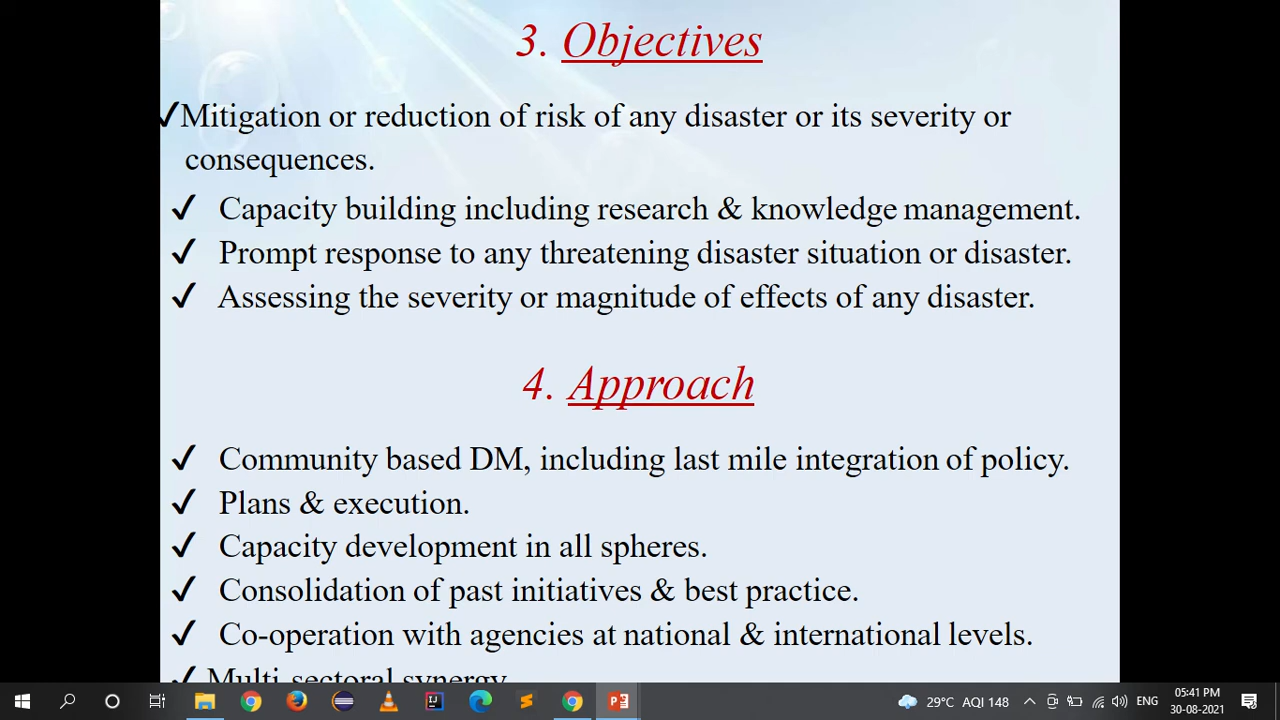 3. Objectives
✓Mitigation or reduction of risk of any disaster or its severity or
consequences.
✓ Capacity building including research & knowledge management.
✓ Prompt response to any threatening disaster situation or disaster.
✓ Assessing the severity or magnitude of effects of any disaster.
4. Approach
✓ Community based DM, including last mile integration of policy.
✓ Plans & execution.
✓ Capacity development in all spheres.
✓ Consolidation of past initiatives & best practice.
✓ Co-operation with agencies at national & international levels.
✓ Multi-sectoral synergy
29°C AQI 148 ENG 05:41 PM
30-08-2021